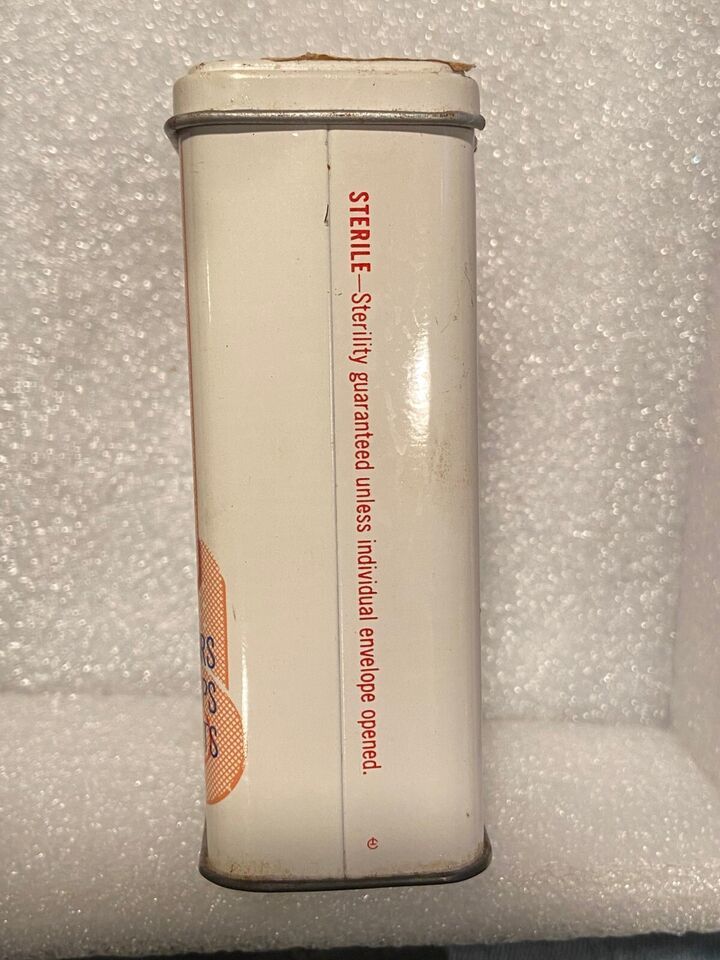 STERILE—Sterility guaranteed unless individual envelope opened.